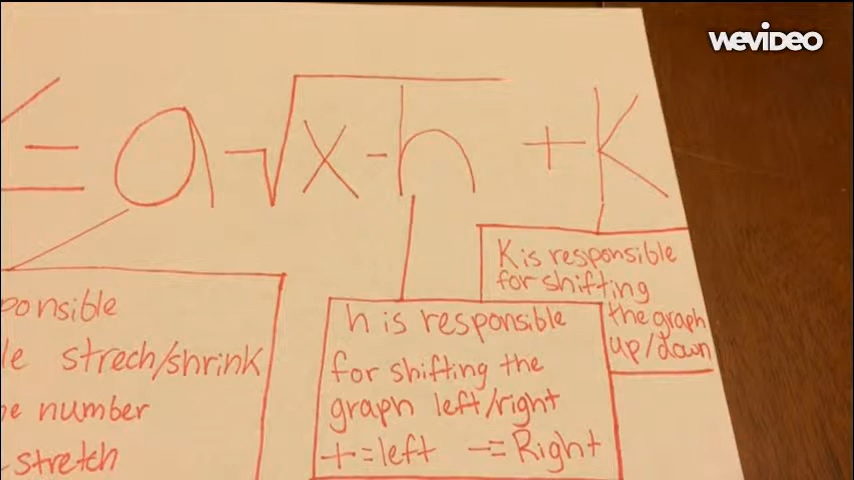 wevideo
= a√x-h + K
K is responsible
for shifting
the graph
up/down
h is responsible
for shifting the
graph left/right
+=left -=Right
ponsible
le strech/shrink
e number
-stretch